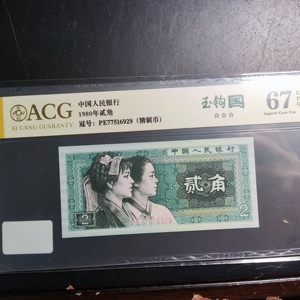 ACG
AI CANG GUARANTY
中国人民银行
1980年贰角
冠号: PE77516929 (精制币)
玉钩国
☆☆☆
67
Superb Gem Unc
中国人民银行
贰角
2
2